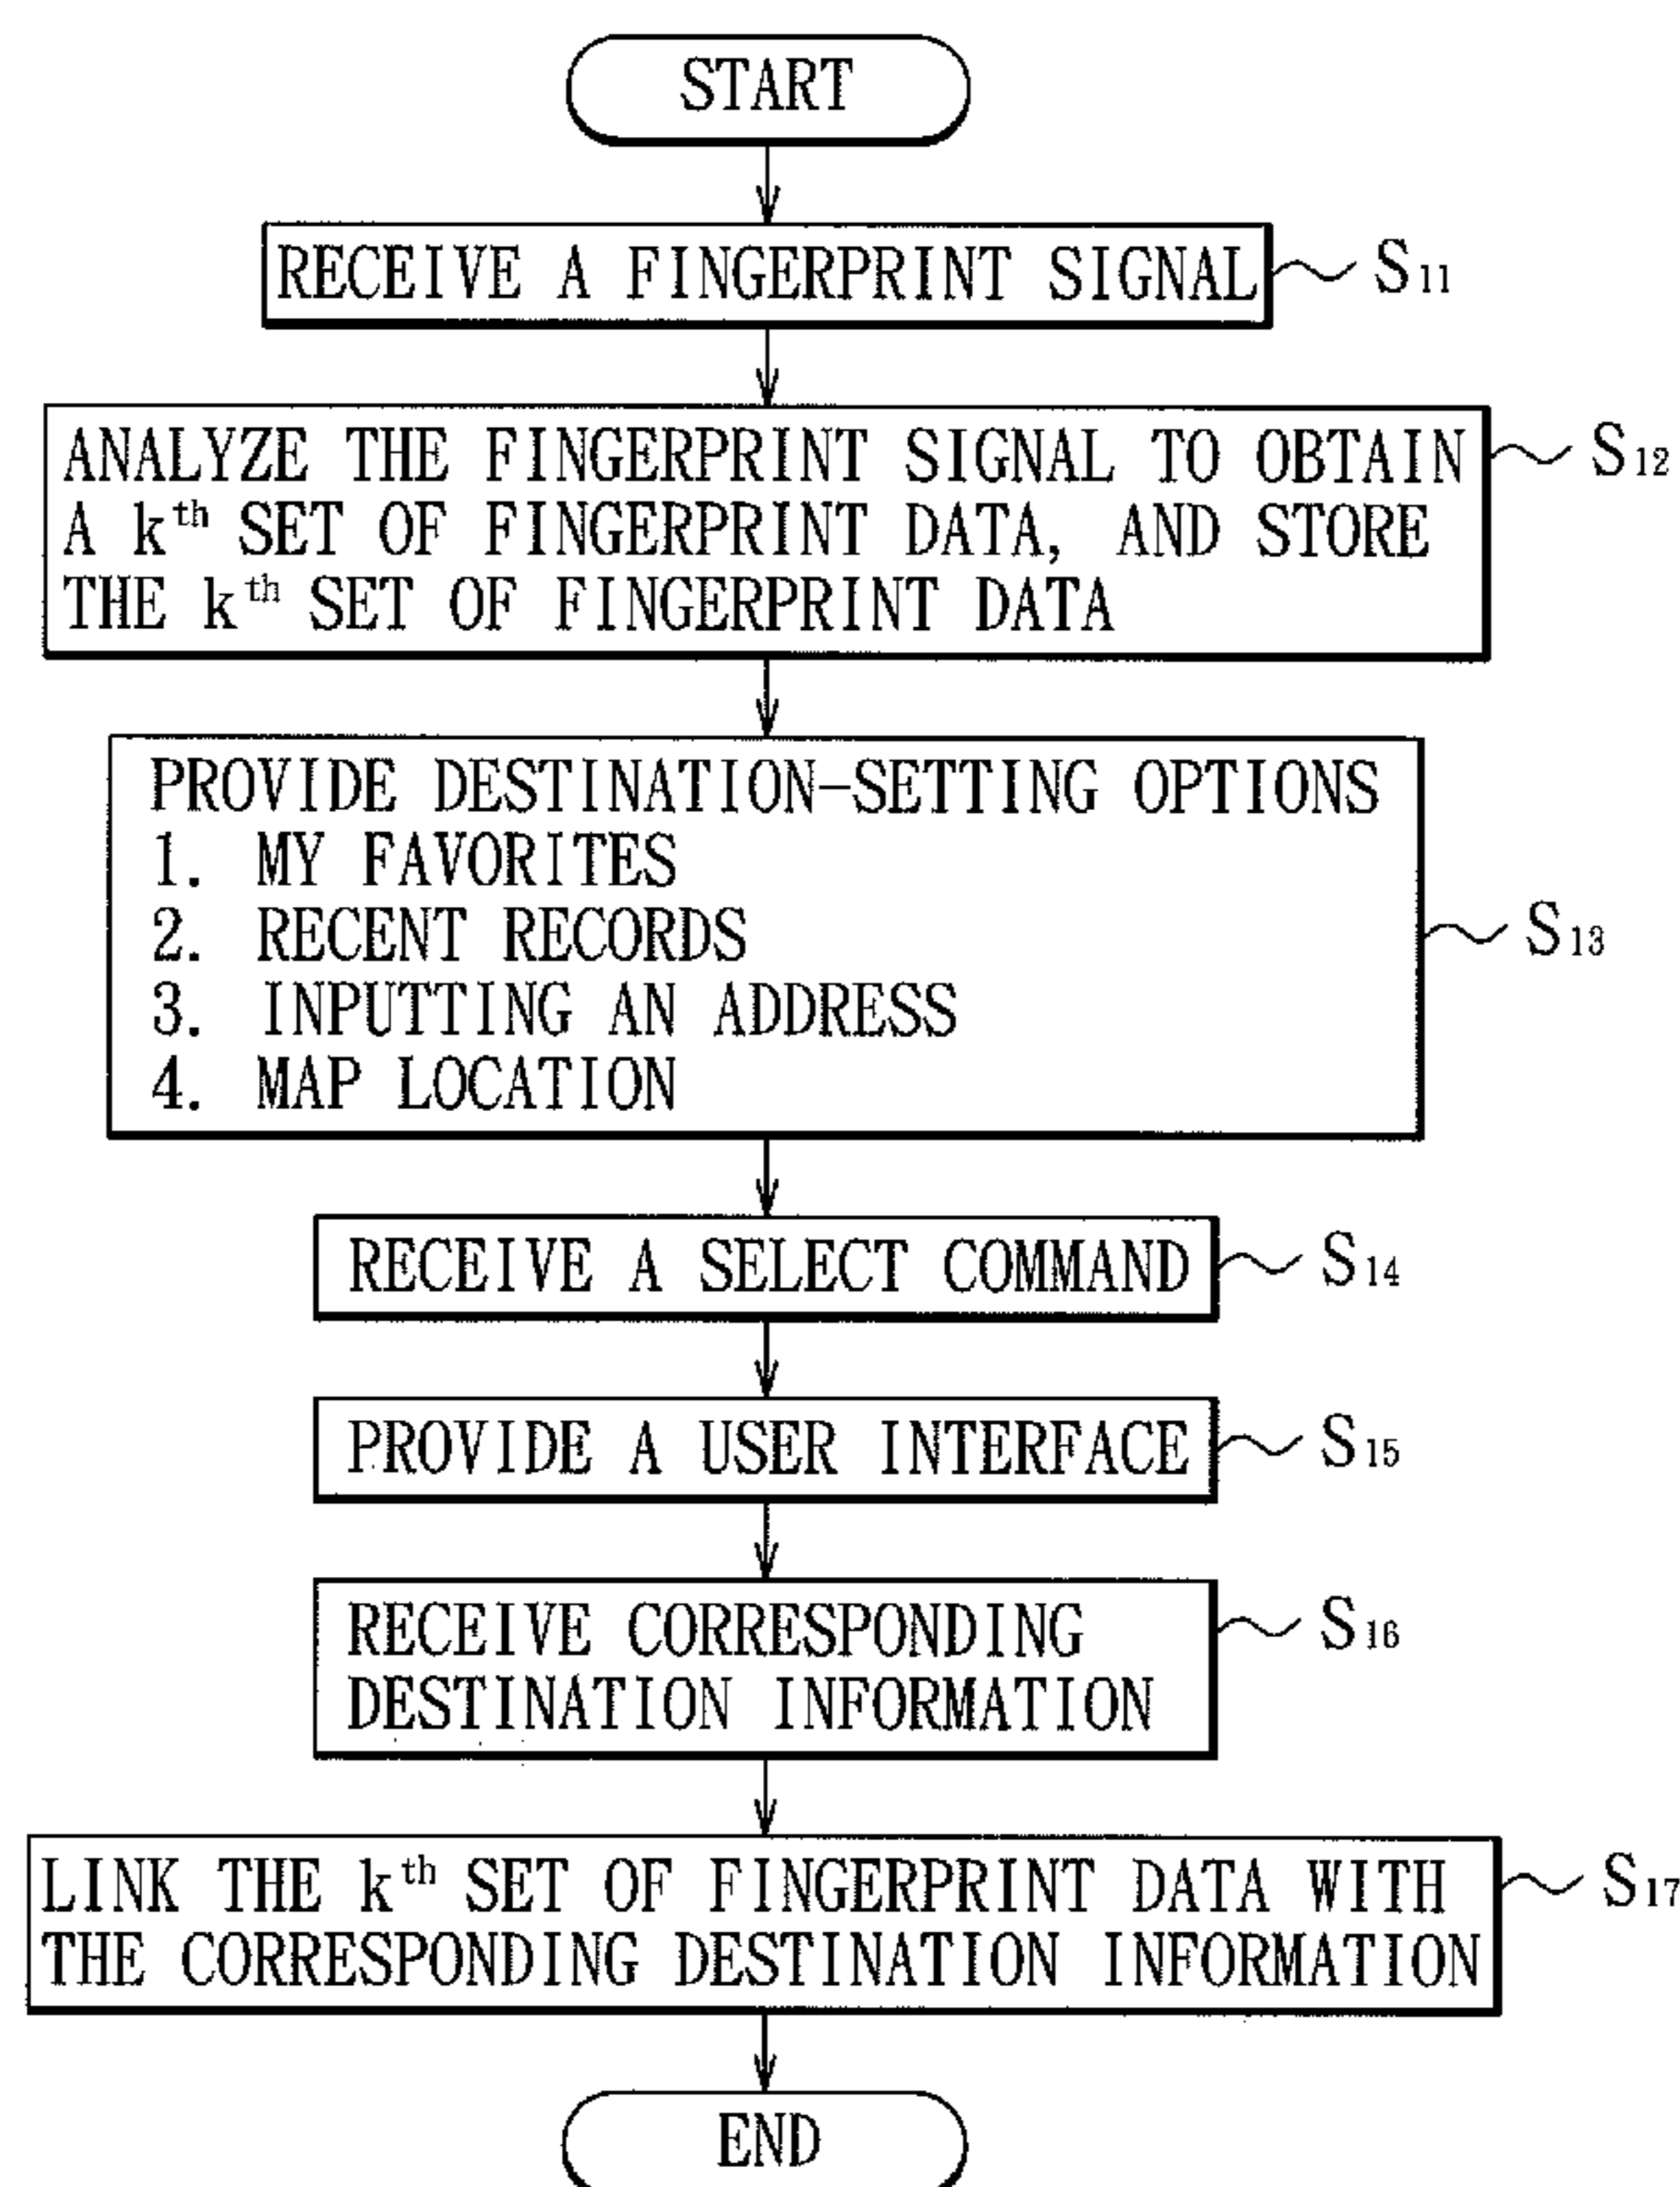 START
RECEIVE A FINGERPRINT SIGNAL S11
ANALYZE THE FINGERPRINT SIGNAL TO OBTAIN S12
A kth SET OF FINGERPRINT DATA, AND STORE
THE kth SET OF FINGERPRINT DATA
PROVIDE DESTINATION-SETTING OPTIONS
1. MY FAVORITES
2. RECENT RECORDS S13
3. INPUTTING AN ADDRESS
4. MAP LOCATION
RECEIVE A SELECT COMMAND S14
PROVIDE A USER INTERFACE S15
RECEIVE CORRESPONDING S16
DESTINATION INFORMATION
LINK THE kth SET OF FINGERPRINT DATA WITH S17
THE CORRESPONDING DESTINATION INFORMATION
END